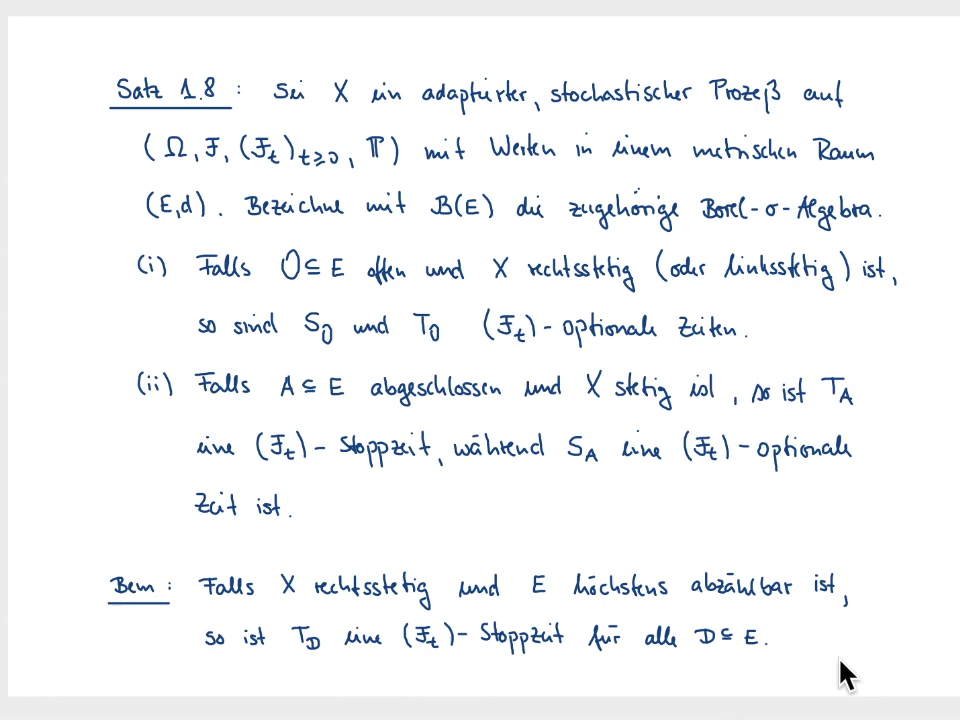 Satz 1.8 : Sei X ein adaptierter, stochastischer Prozeß auf
(Ω, F, (F_t)_{t≥0}, P) mit Werten in einem metrischen Raum
(E,d). Bezeichne mit B(E) die zugehörige Borel-σ-Algebra.
(i) Falls O ⊆ E offen und X rechtsstetig (oder linksstetig) ist,
so sind S_O und T_O (F_t)-optionale Zeiten.
(ii) Falls A ⊆ E abgeschlossen und X stetig ist, so ist T_A
eine (F_t)-Stoppzeit, während S_A eine (F_t)-optionale
Zeit ist.
Bem : Falls X rechtsstetig und E höchstens abzählbar ist,
so ist T_D eine (F_t)-Stoppzeit für alle D ⊆ E.